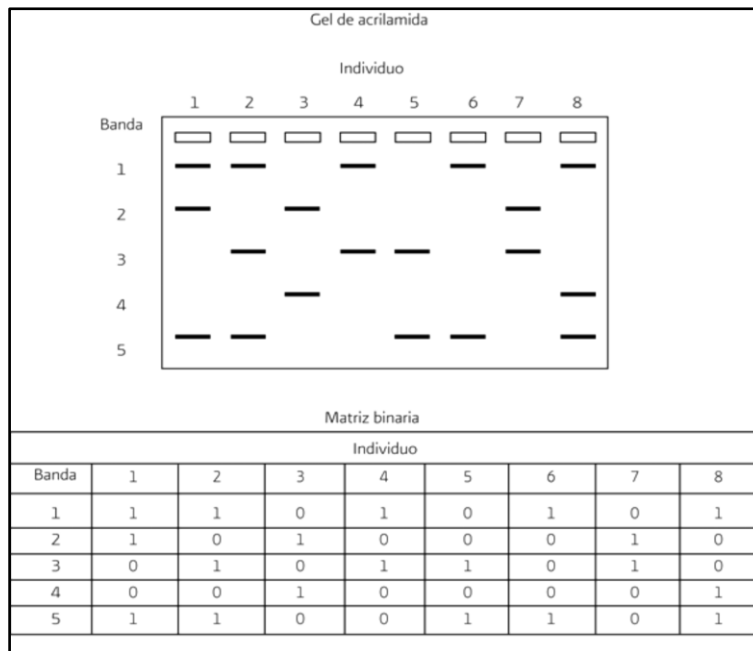 Gel de acrilamida
Individuo
1 2 3 4 5 6 7 8
Banda
1
2
3
4
5
Matriz binaria
Individuo
Banda 1 2 3 4 5 6 7 8
1 1 1 0 1 0 1 0 1
2 1 0 1 0 0 0 1 0
3 0 1 0 1 1 0 1 0
4 0 0 1 0 0 0 0 1
5 1 1 0 0 1 1 0 1